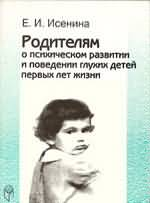 Е. И. Исенина
Родителям
о психическом развитии
и поведении глухих детей
первых лет жизни